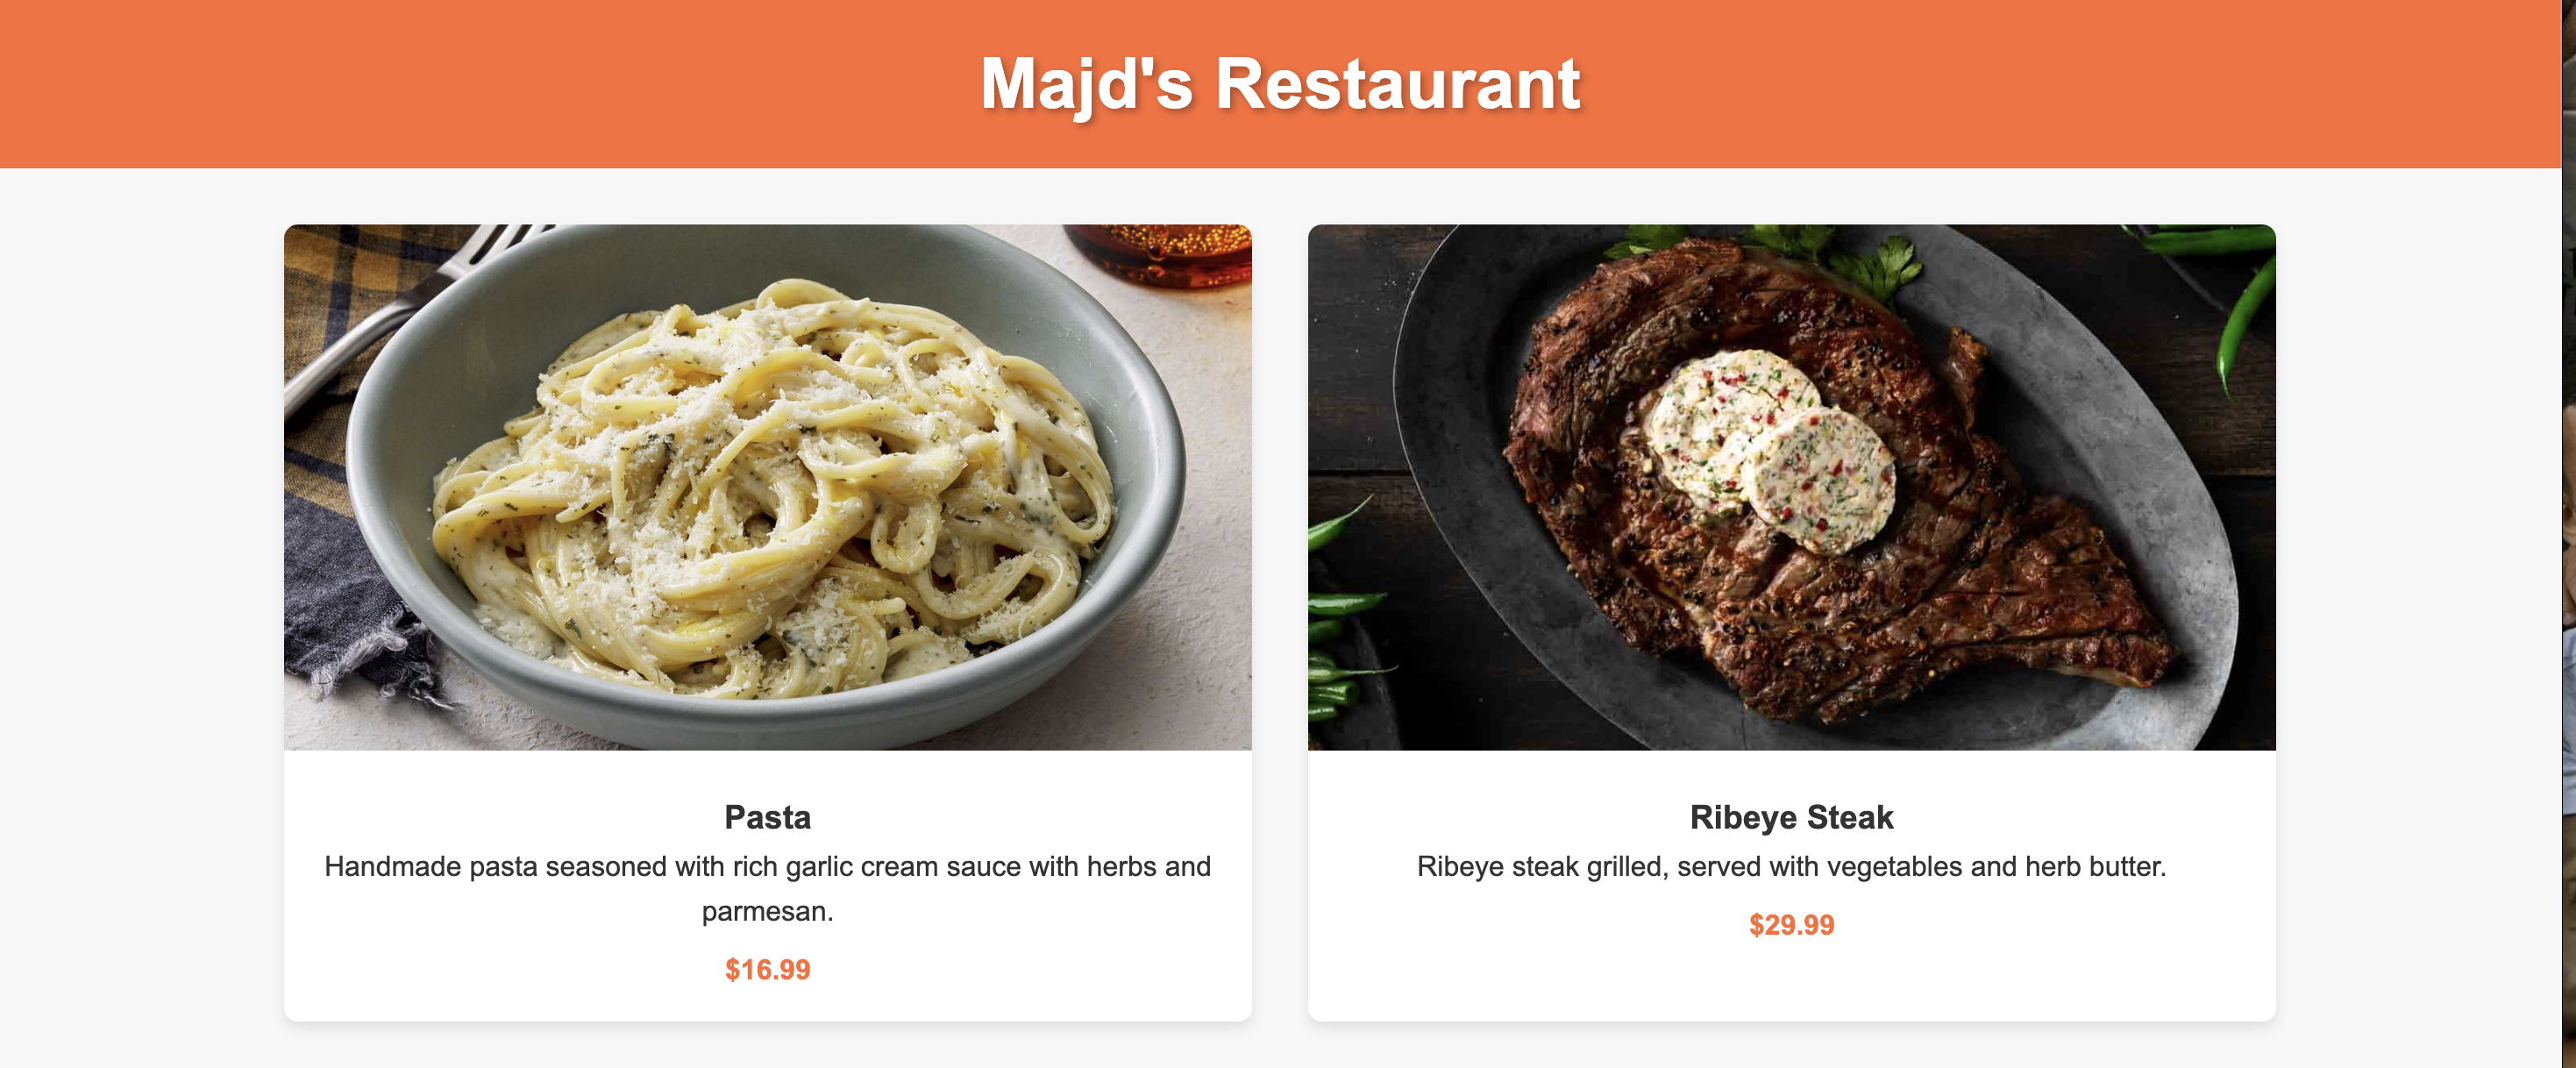 Majd's Restaurant
Pasta
Handmade pasta seasoned with rich garlic cream sauce with herbs and
parmesan.
$16.99
Ribeye Steak
Ribeye steak grilled, served with vegetables and herb butter.
$29.99